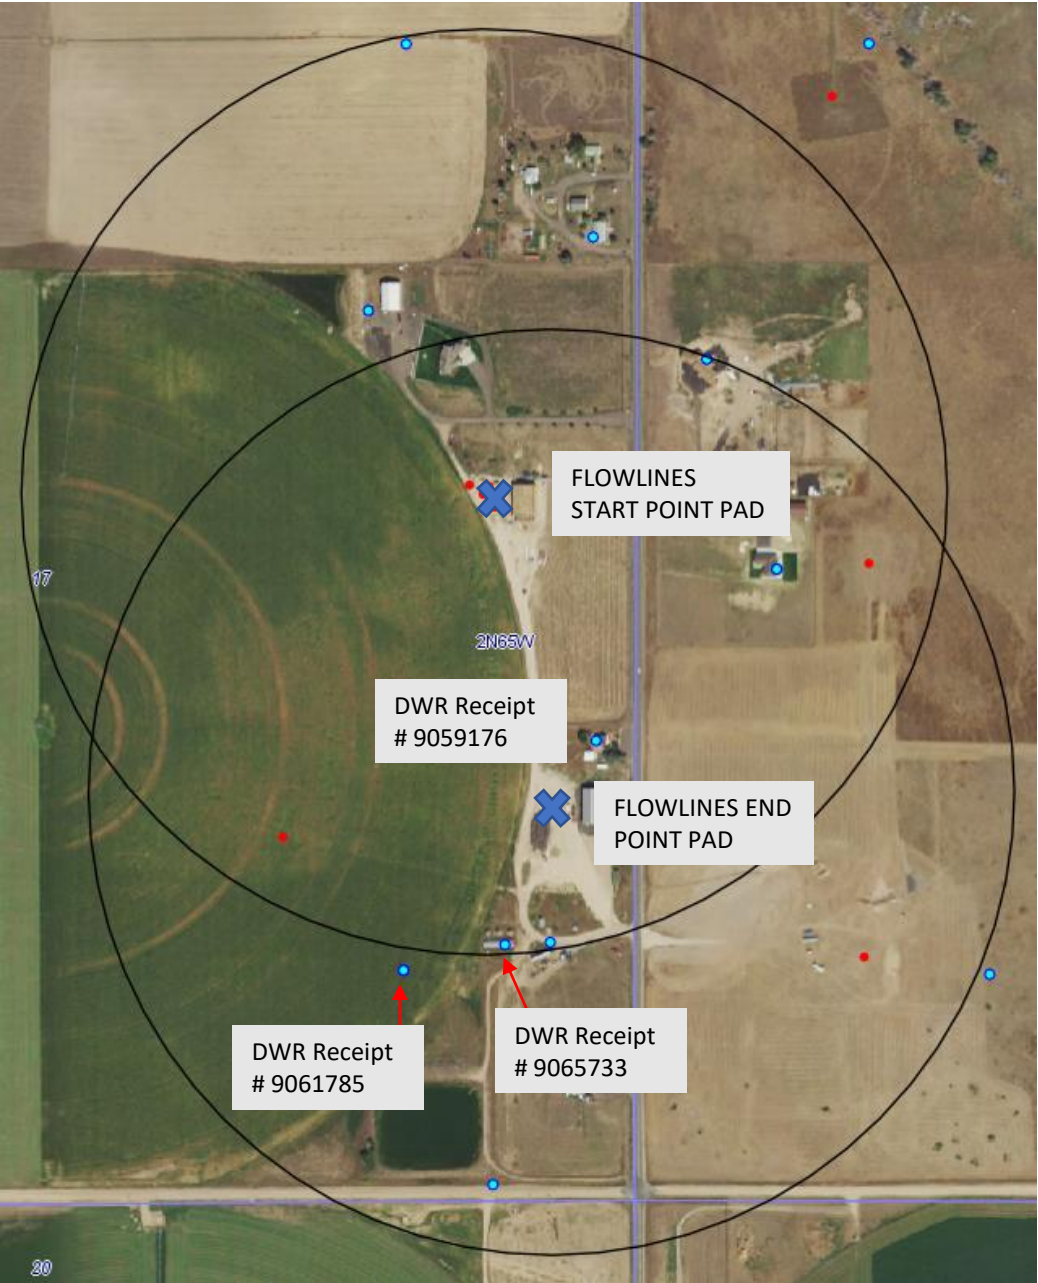 FLOWLINES
START POINT PAD
17
2N65W
DWR Receipt
# 9059176
FLOWLINES END
POINT PAD
DWR Receipt
# 9061785
DWR Receipt
# 9065733
20